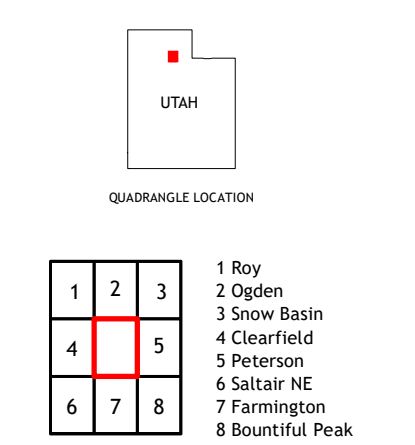 UTAH
QUADRANGLE LOCATION
1 2 3
4 5
6 7 8
1 Roy
2 Ogden
3 Snow Basin
4 Clearfield
5 Peterson
6 Saltair NE
7 Farmington
8 Bountiful Peak